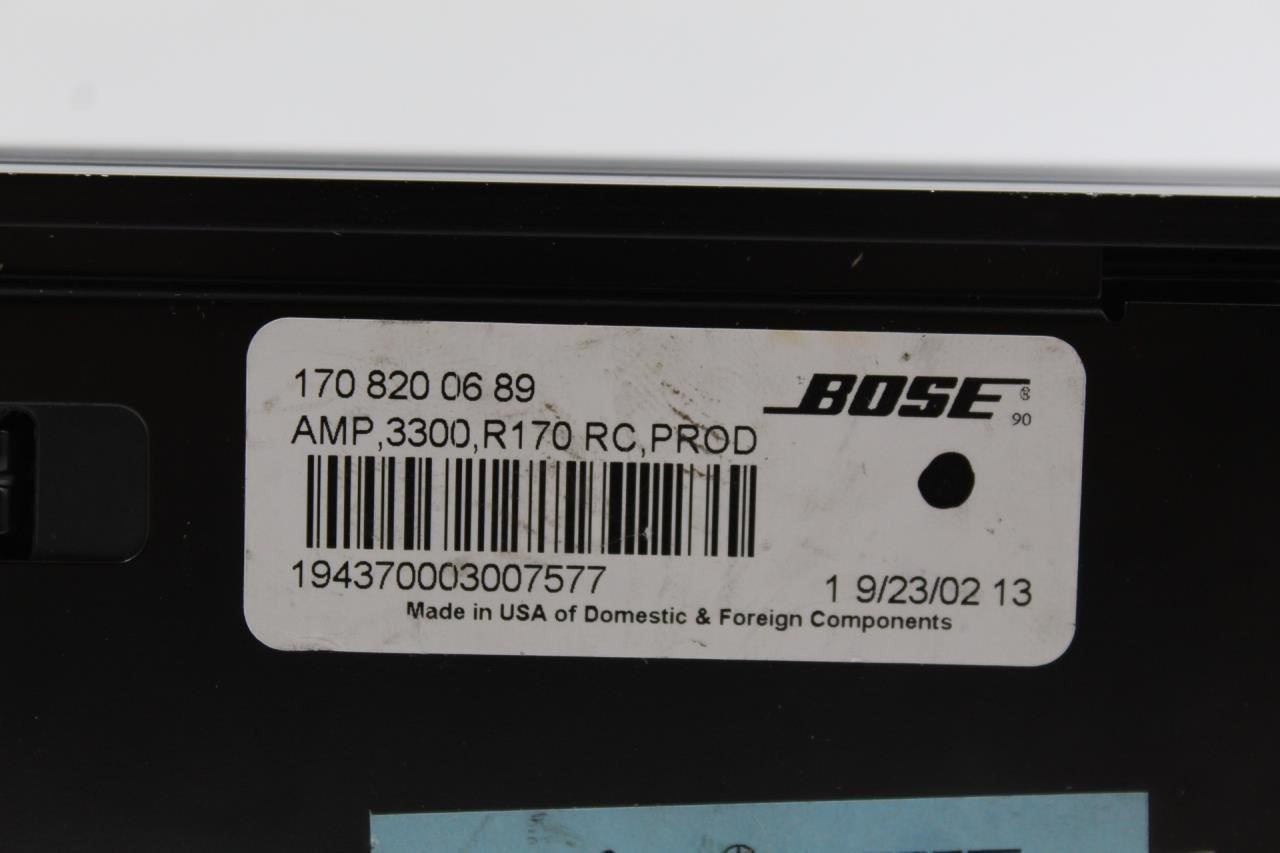 170 820 06 89
BOSE®
90
AMP,3300,R170 RC,PROD
194370003007577
1 9/23/02 13
Made in USA of Domestic & Foreign Components